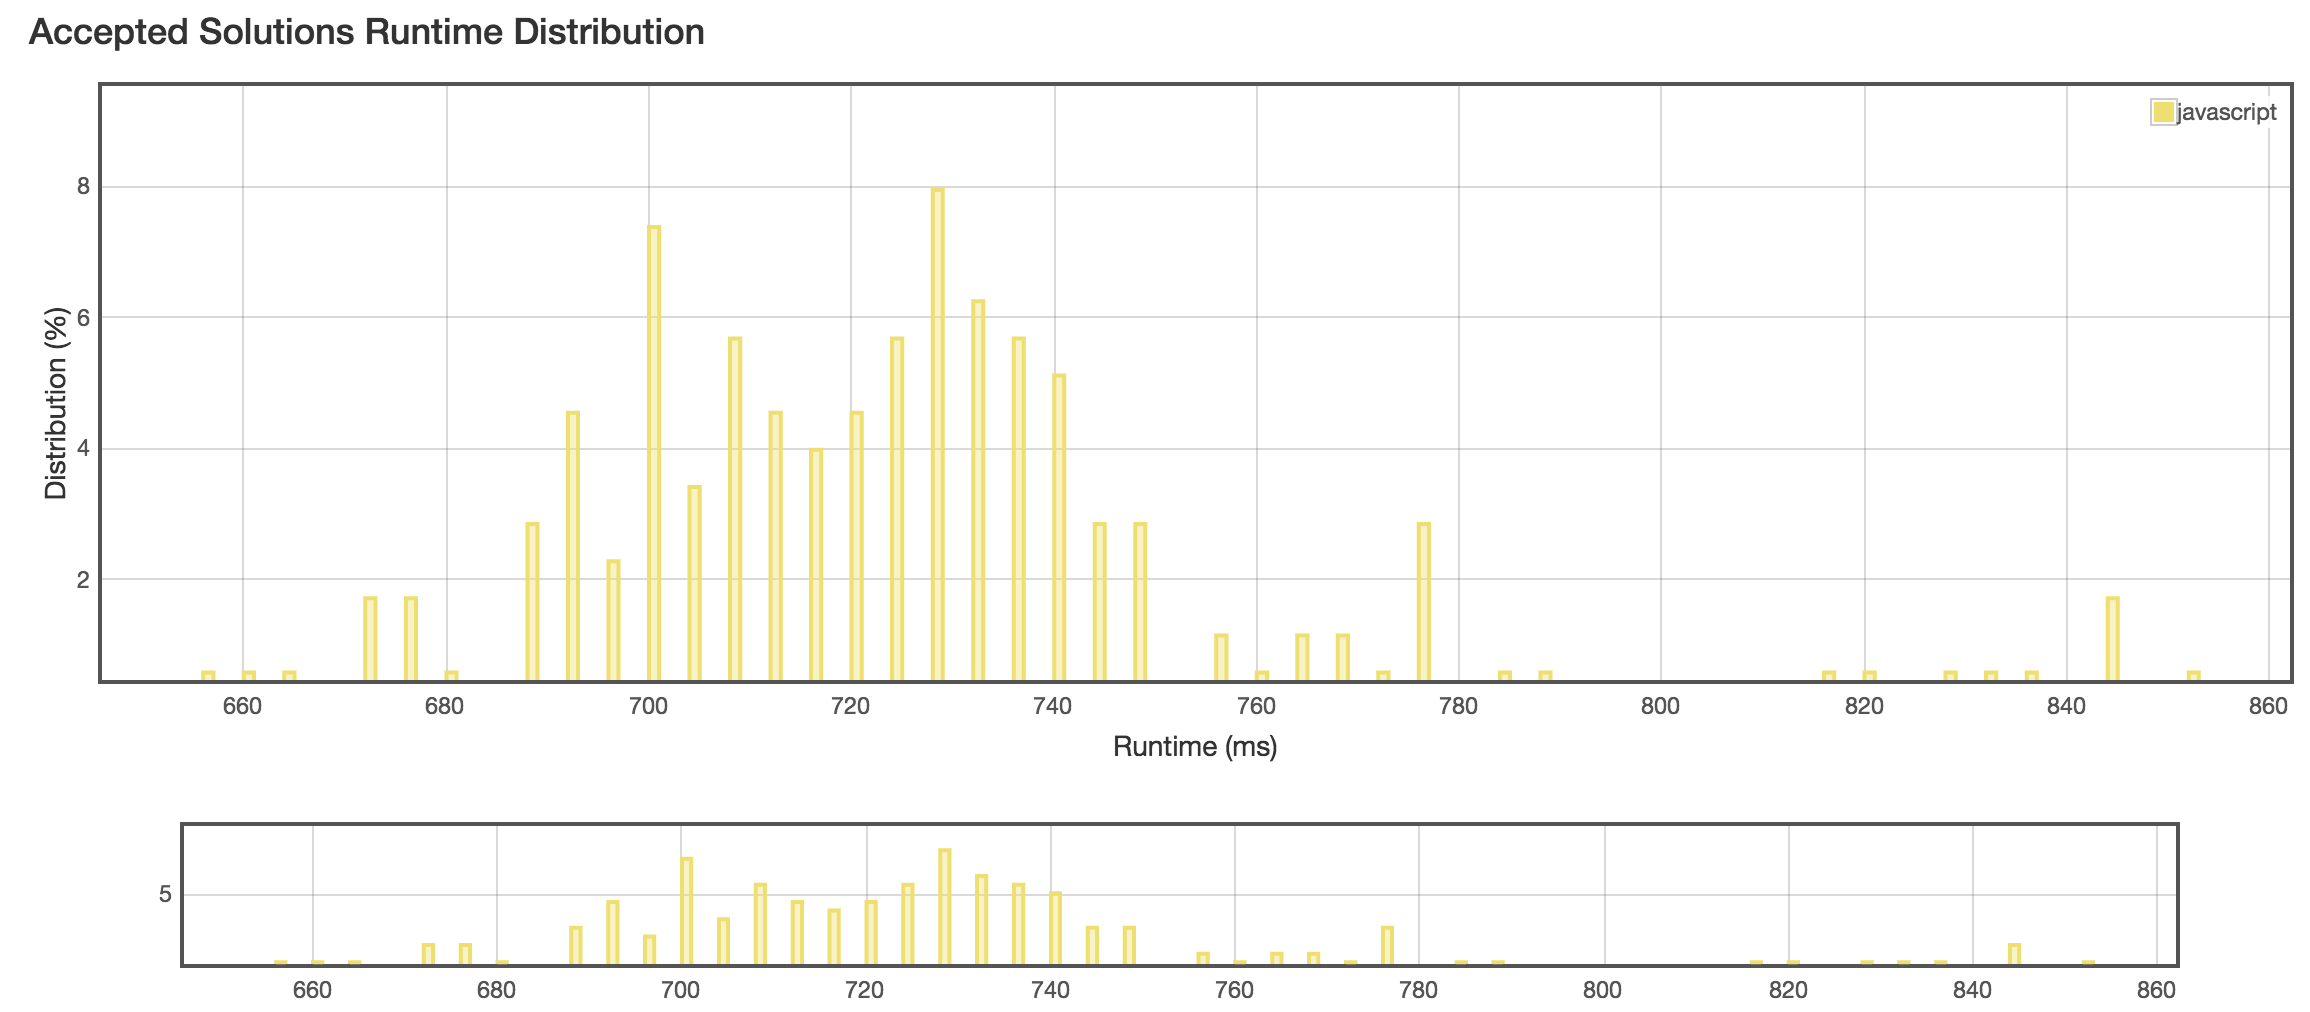 Accepted Solutions Runtime Distribution
javascript
Distribution (%)
8
6
4
2
660 680 700 720 740 760 780 800 820 840 860
Runtime (ms)
5
660 680 700 720 740 760 780 800 820 840 860